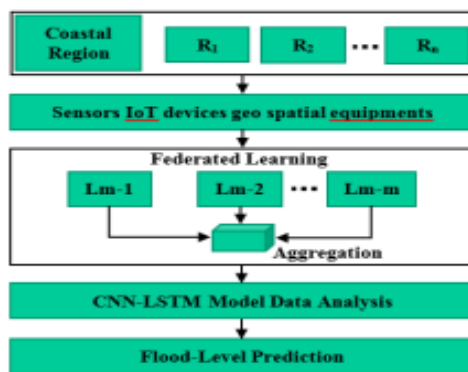 Coastal Region R₁ R₂ ... Rₙ
Sensors IoT devices geo spatial equipments
Federated Learning
Lm-1 Lm-2 ... Lm-m
Aggregation
CNN-LSTM Model Data Analysis
Flood-Level Prediction